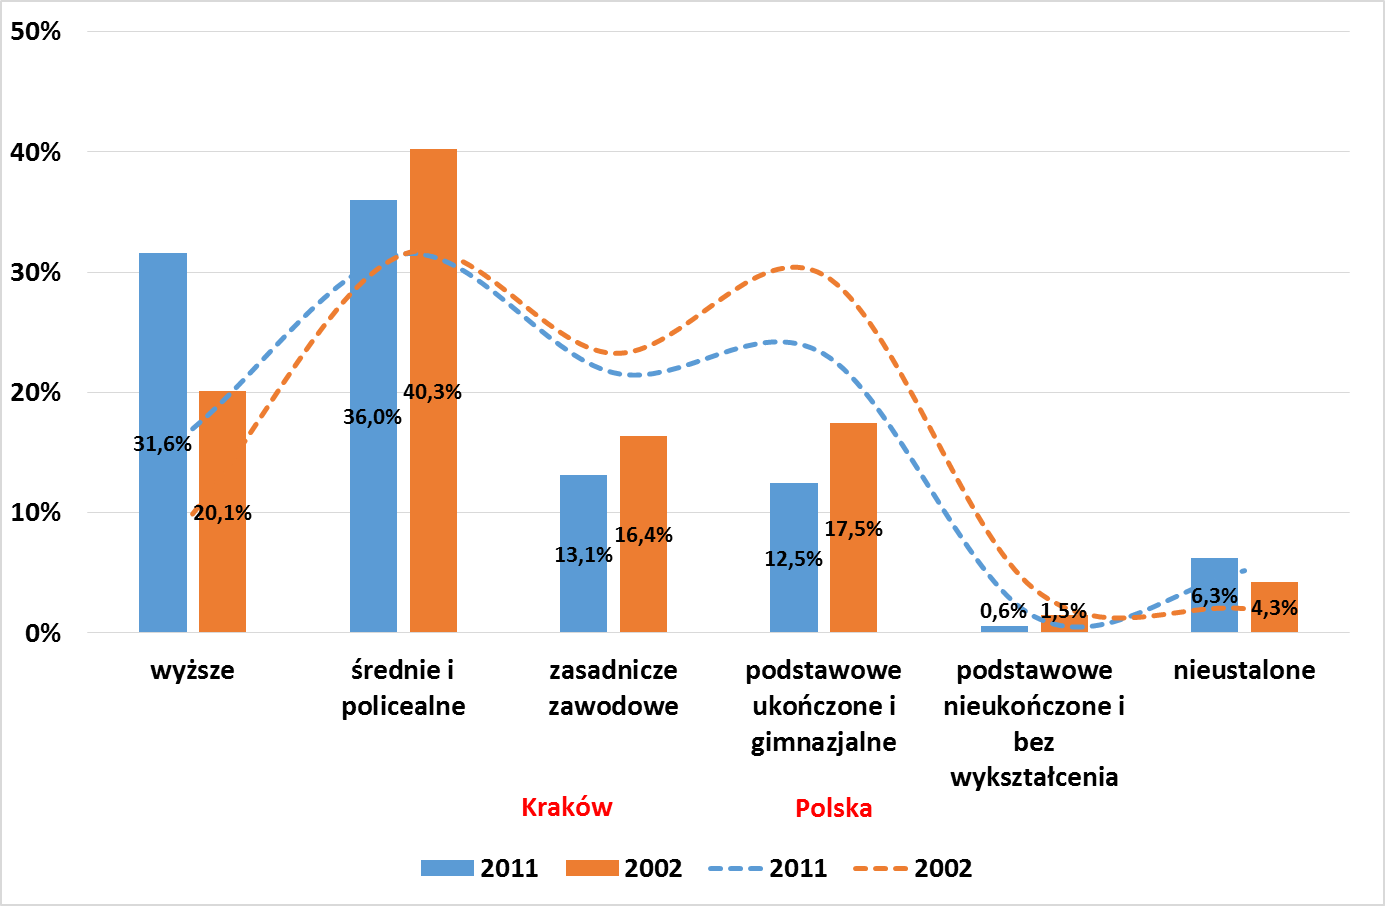 50%
40%
30%
20%
10%
0%
31,6%
20,1%
36,0%
40,3%
13,1%
16,4%
12,5%
17,5%
0,6%
1,5%
6,3%
4,3%
wyższe
średnie i
policealne
zasadnicze
zawodowe
podstawowe
ukończone i
gimnazjalne
podstawowe
nieukończone i
bez
wykształcenia
nieustalone
Kraków
Polska
2011
2002
2011
2002